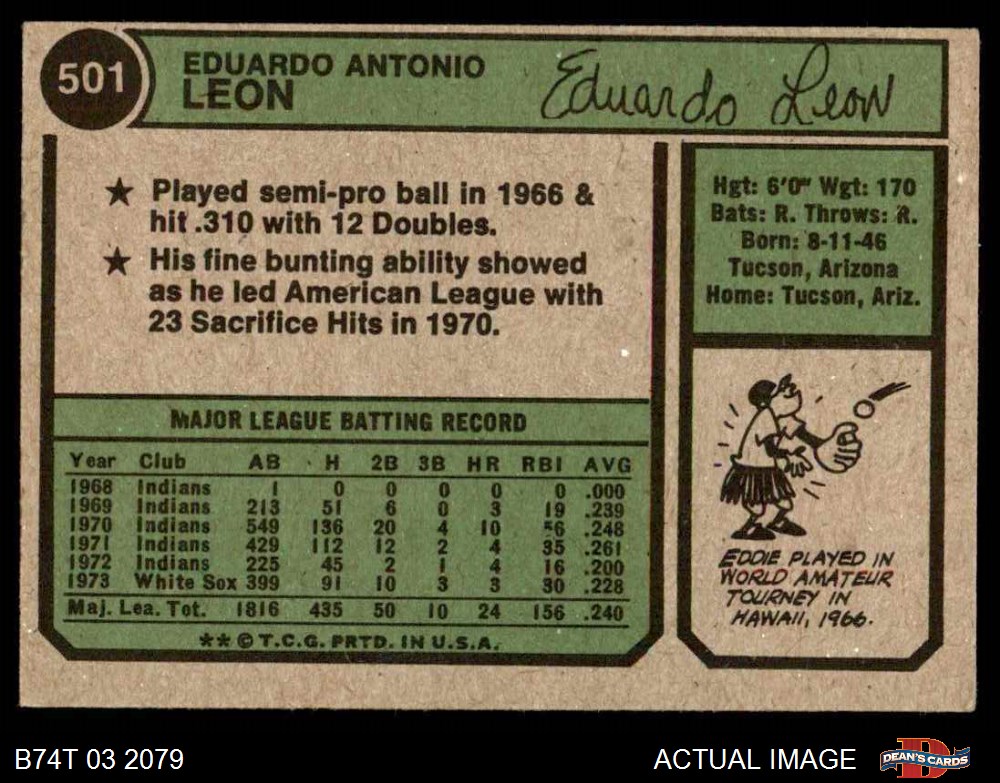 501
EDUARDO ANTONIO
LEON
Eduardo Leon
★ Played semi-pro ball in 1966 &
hit .310 with 12 Doubles.
★ His fine bunting ability showed
as he led American League with
23 Sacrifice Hits in 1970.
MAJOR LEAGUE BATTING RECORD
Year Club AB H 2B 3B HR RBI AVG
1968 Indians 1 0 0 0 0 0 .000
1969 Indians 213 51 6 0 3 19 .239
1970 Indians 549 136 20 4 10 56 .248
1971 Indians 429 112 12 2 4 35 .261
1972 Indians 225 45 2 1 4 16 .200
1973 White Sox 399 91 10 3 3 30 .228
Maj. Lea. Tot. 1816 435 50 10 24 156 .240
**©T.C.G. PRTD. IN U.S.A.
Hgt: 6'0" Wgt: 170
Bats: R. Throws: R.
Born: 8-11-46
Tucson, Arizona
Home: Tucson, Ariz.
EDDIE PLAYED IN
WORLD AMATEUR
TOURNEY IN
HAWAII, 1966.
B74T 03 2079
ACTUAL IMAGE
D
DEAN'S CARDS